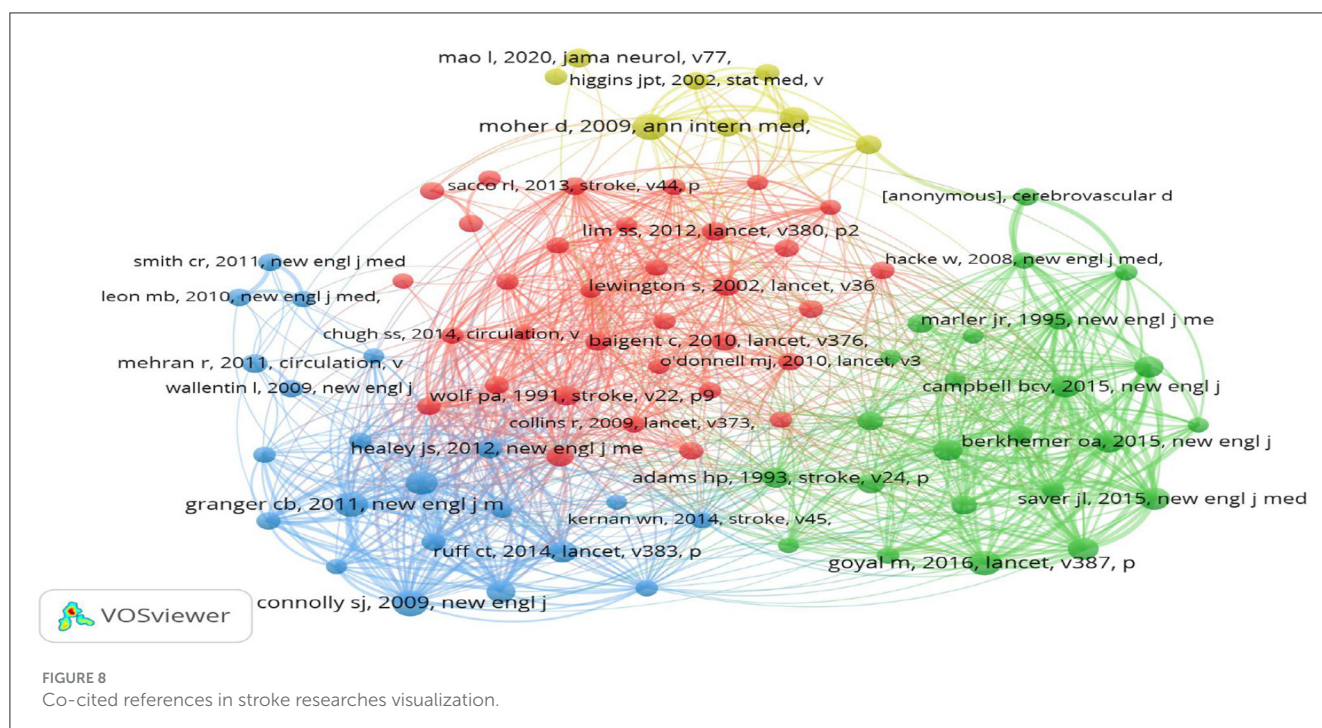 mao l, 2020, jama neurol, v77,
higgins jpt, 2002, stat med, v
moher d, 2009, ann intern med,
sacco rl, 2013, stroke, v44, p
[anonymous], cerebrovascular d
lim ss, 2012, lancet, v380, p2
smith cr, 2011, new engl j med
hacke w, 2008, new engl j med,
lewington s, 2002, lancet, v36
leon mb, 2010, new engl j med,
marler jr, 1995, new engl j me
chugh ss, 2014, circulation, v
baigent c, 2010, lancet, v376,
mehran r, 2011, circulation, v
o'donnell mj, 2010, lancet, v3
wallentin l, 2009, new engl j
campbell bcv, 2015, new engl j
wolf pa, 1991, stroke, v22, p9
collins r, 2009, lancet, v373,
berkhemer oa, 2015, new engl j
healey js, 2012, new engl j me
adams hp, 1993, stroke, v24, p
granger cb, 2011, new engl j m
saver jl, 2015, new engl j med
kernan wn, 2014, stroke, v45,
ruff ct, 2014, lancet, v383, p
goyal m, 2016, lancet, v387, p
connolly sj, 2009, new engl j
VOSviewer
FIGURE 8
Co-cited references in stroke researches visualization.